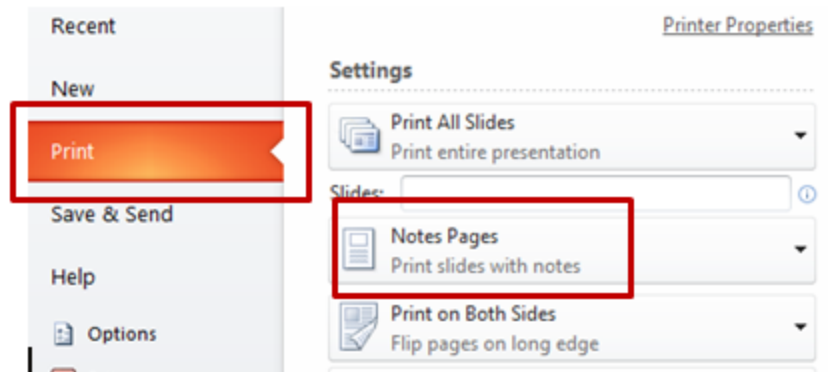 Recent
New
Print
Save & Send
Help
Options
Printer Properties
Settings
Print All Slides
Print entire presentation
Slides:
Notes Pages
Print slides with notes
Print on Both Sides
Flip pages on long edge